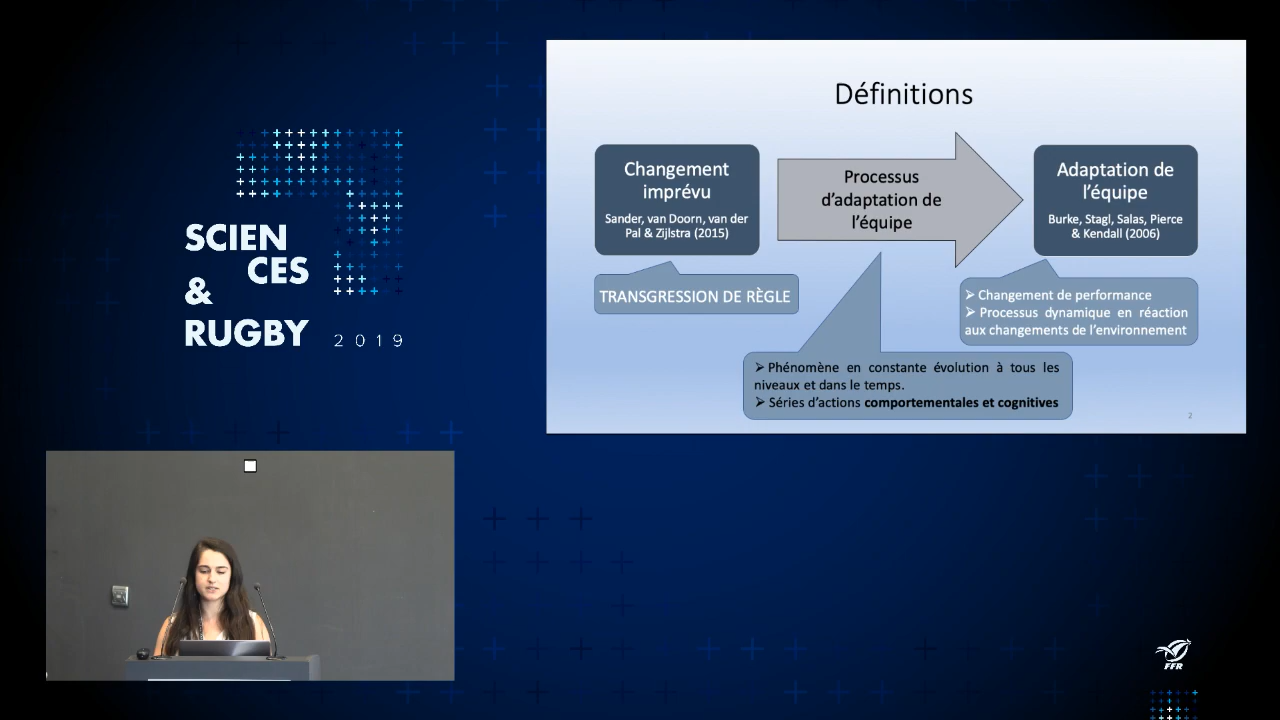 SCIEN
CES
&
RUGBY
2019
Définitions
Changement
imprévu
Sander, van Doorn, van der
Pal & Zijlstra (2015)
Processus
d’adaptation de
l’équipe
Adaptation de
l’équipe
Burke, Stagl, Salas, Pierce
& Kendall (2006)
TRANSGRESSION DE RÈGLE
➢ Changement de performance
➢ Processus dynamique en réaction
aux changements de l’environnement
➢ Phénomène en constante évolution à tous les
niveaux et dans le temps.
➢ Séries d’actions comportementales et cognitives
2
FFR